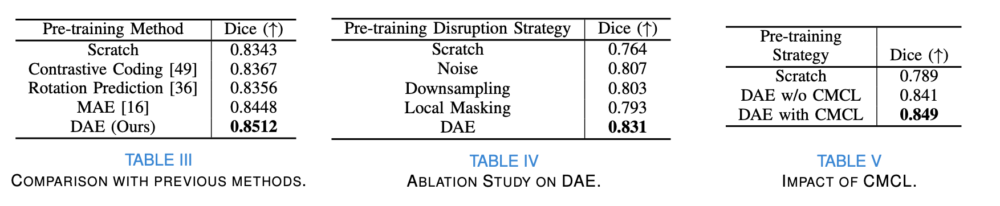 Pre-training Method Dice (↑)
Scratch 0.8343
Contrastive Coding [49] 0.8367
Rotation Prediction [36] 0.8356
MAE [16] 0.8448
DAE (Ours) 0.8512
TABLE III
COMPARISON WITH PREVIOUS METHODS.
Pre-training Disruption Strategy Dice (↑)
Scratch 0.764
Noise 0.807
Downsampling 0.803
Local Masking 0.793
DAE 0.831
TABLE IV
ABLATION STUDY ON DAE.
Pre-training
Strategy Dice (↑)
Scratch 0.789
DAE w/o CMCL 0.841
DAE with CMCL 0.849
TABLE V
IMPACT OF CMCL.